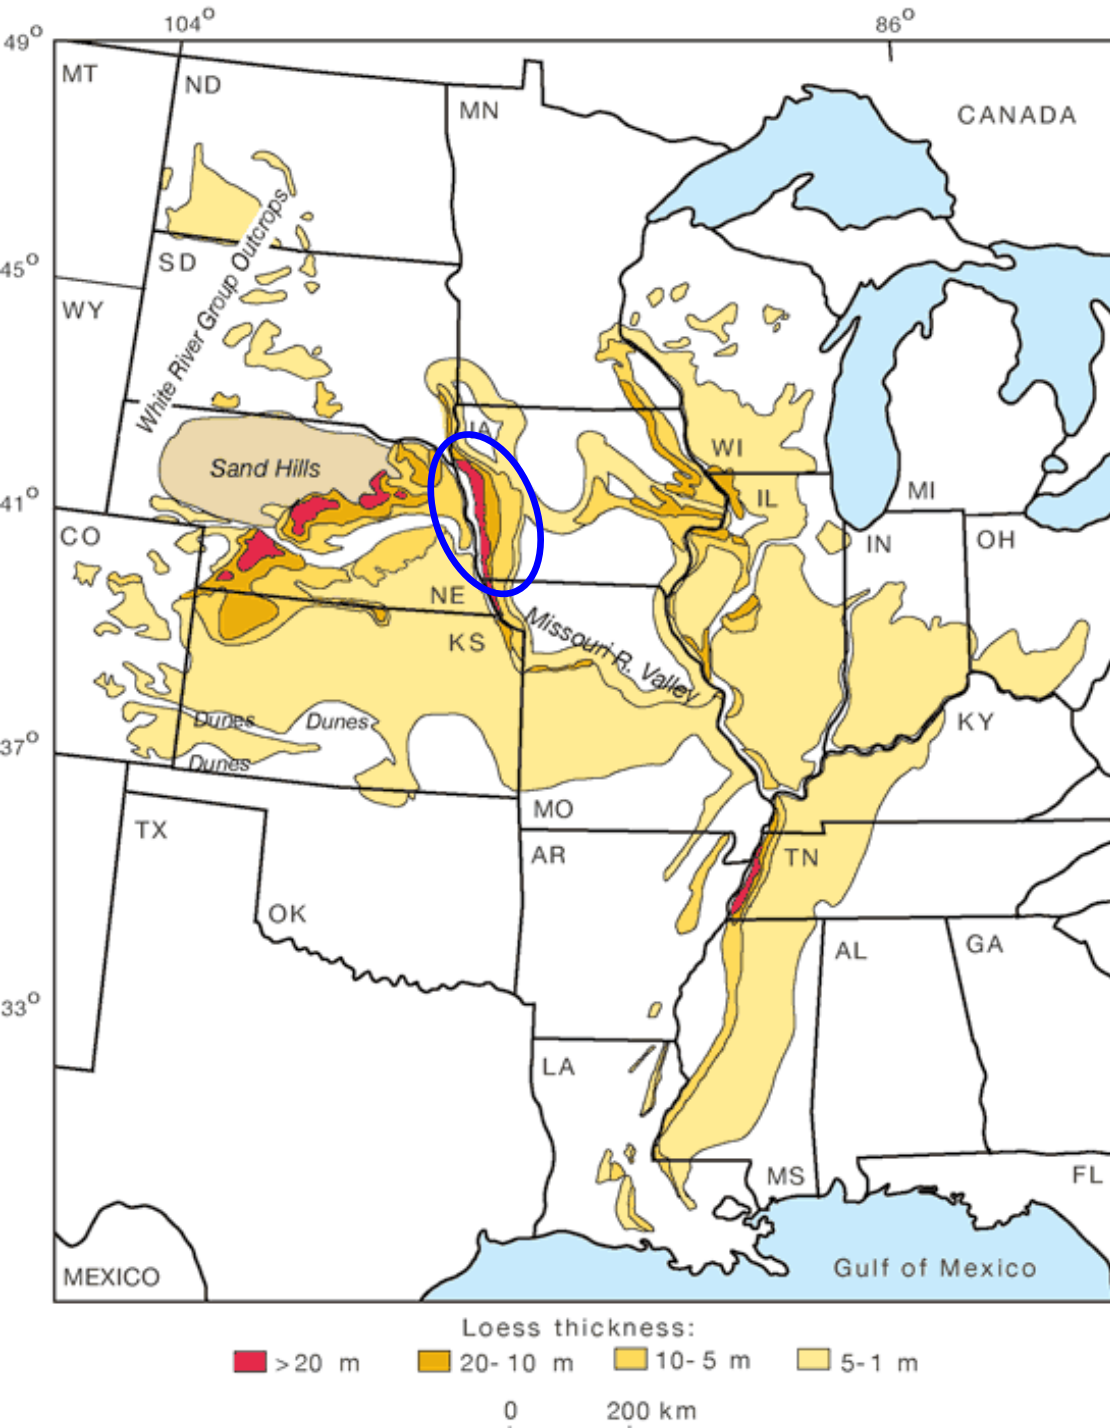 104°
86°
49°
MT
ND
MN
CANADA
45°
SD
WY
White River Group Outcrops
IA
WI
Sand Hills
41°
IL
MI
CO
IN
OH
NE
Missouri R. Valley
KS
Dunes
Dunes
KY
37°
Dunes
MO
TX
AR
TN
OK
AL
GA
33°
LA
MS
FL
MEXICO
Gulf of Mexico
Loess thickness:
>20 m
20-10 m
10-5 m
5-1 m
0
200 km